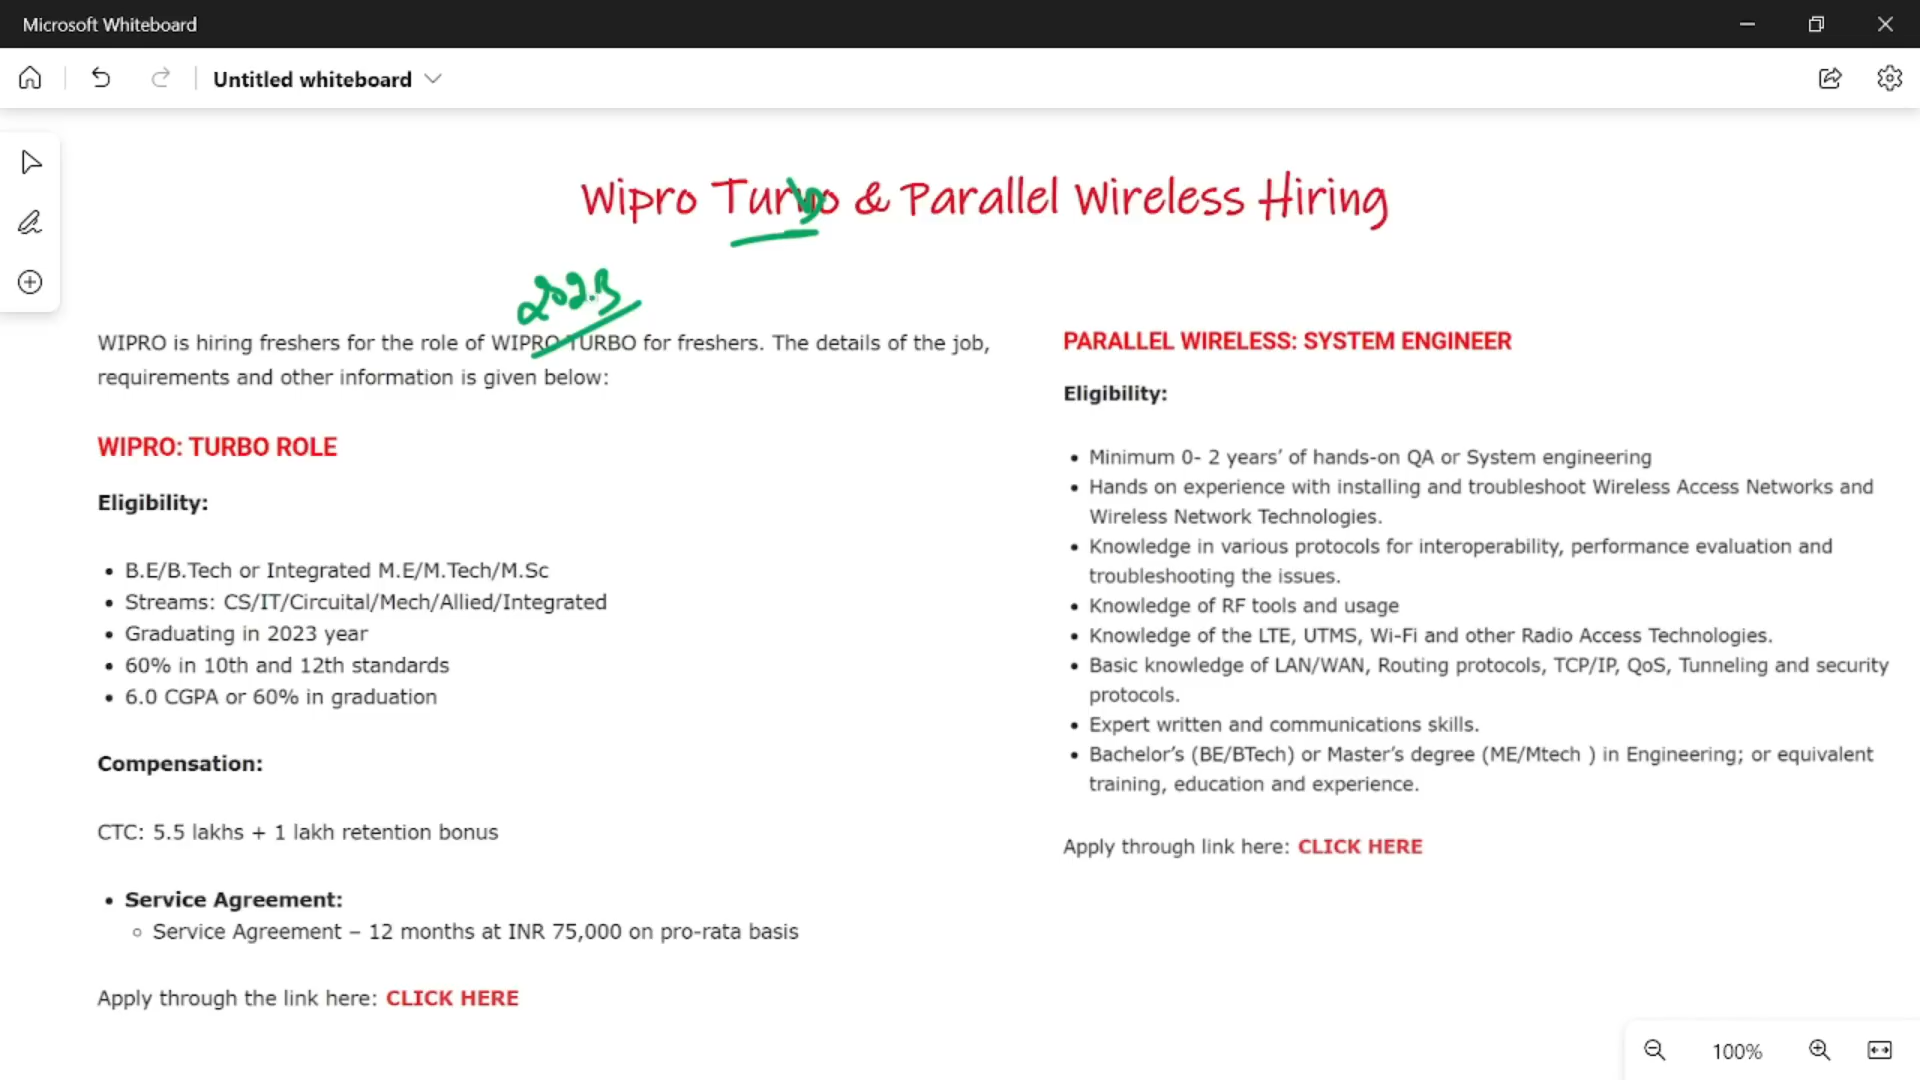 Microsoft Whiteboard
Untitled whiteboard
Wipro Turbo & Parallel Wireless Hiring
2023
WIPRO is hiring freshers for the role of WIPRO TURBO for freshers. The details of the job,
requirements and other information is given below:
WIPRO: TURBO ROLE
Eligibility:
• B.E/B.Tech or Integrated M.E/M.Tech/M.Sc
• Streams: CS/IT/Circuital/Mech/Allied/Integrated
• Graduating in 2023 year
• 60% in 10th and 12th standards
• 6.0 CGPA or 60% in graduation
Compensation:
CTC: 5.5 lakhs + 1 lakh retention bonus
• Service Agreement:
◦ Service Agreement – 12 months at INR 75,000 on pro-rata basis
Apply through the link here: CLICK HERE
PARALLEL WIRELESS: SYSTEM ENGINEER
Eligibility:
• Minimum 0- 2 years’ of hands-on QA or System engineering
• Hands on experience with installing and troubleshoot Wireless Access Networks and
Wireless Network Technologies.
• Knowledge in various protocols for interoperability, performance evaluation and
troubleshooting the issues.
• Knowledge of RF tools and usage
• Knowledge of the LTE, UTMS, Wi-Fi and other Radio Access Technologies.
• Basic knowledge of LAN/WAN, Routing protocols, TCP/IP, QoS, Tunneling and security
protocols.
• Expert written and communications skills.
• Bachelor’s (BE/BTech) or Master’s degree (ME/Mtech ) in Engineering; or equivalent
training, education and experience.
Apply through link here: CLICK HERE
100%